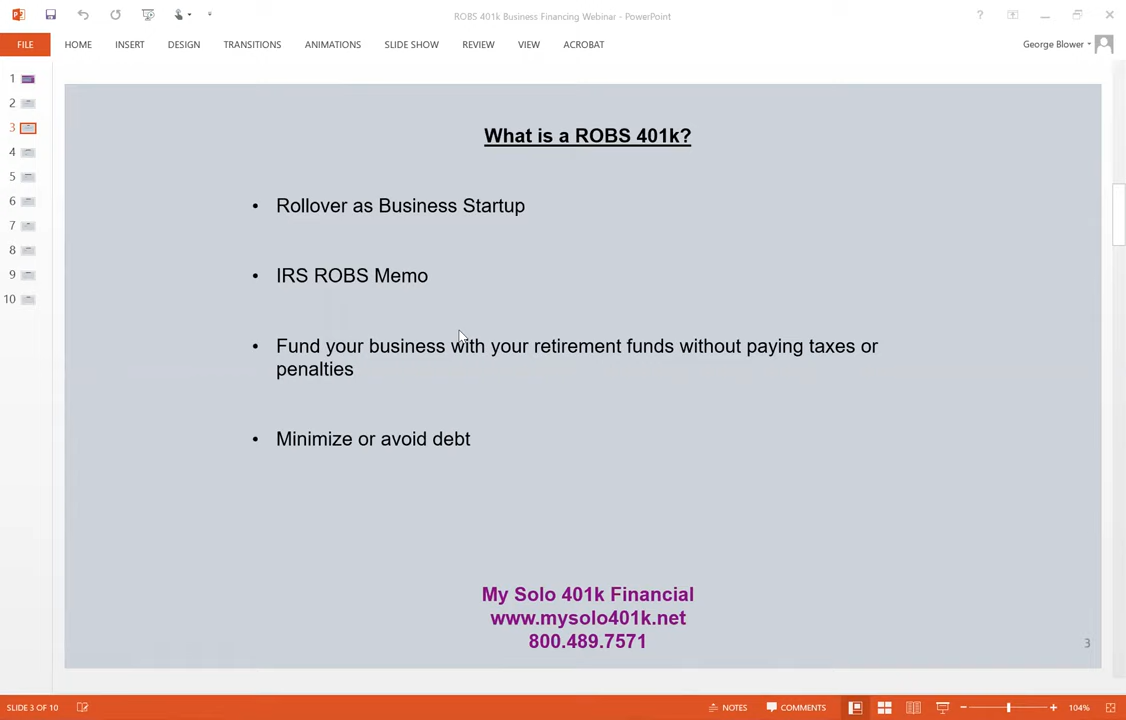 ROBS 401k Business Financing Webinar - PowerPoint
?
FILE HOME INSERT DESIGN TRANSITIONS ANIMATIONS SLIDE SHOW REVIEW VIEW ACROBAT George Blower
1
2
3
4
5
6
7
8
9
10
What is a ROBS 401k?
• Rollover as Business Startup
• IRS ROBS Memo
• Fund your business with your retirement funds without paying taxes or
penalties
• Minimize or avoid debt
My Solo 401k Financial
www.mysolo401k.net
800.489.7571
3
SLIDE 3 OF 10 NOTES COMMENTS 104%